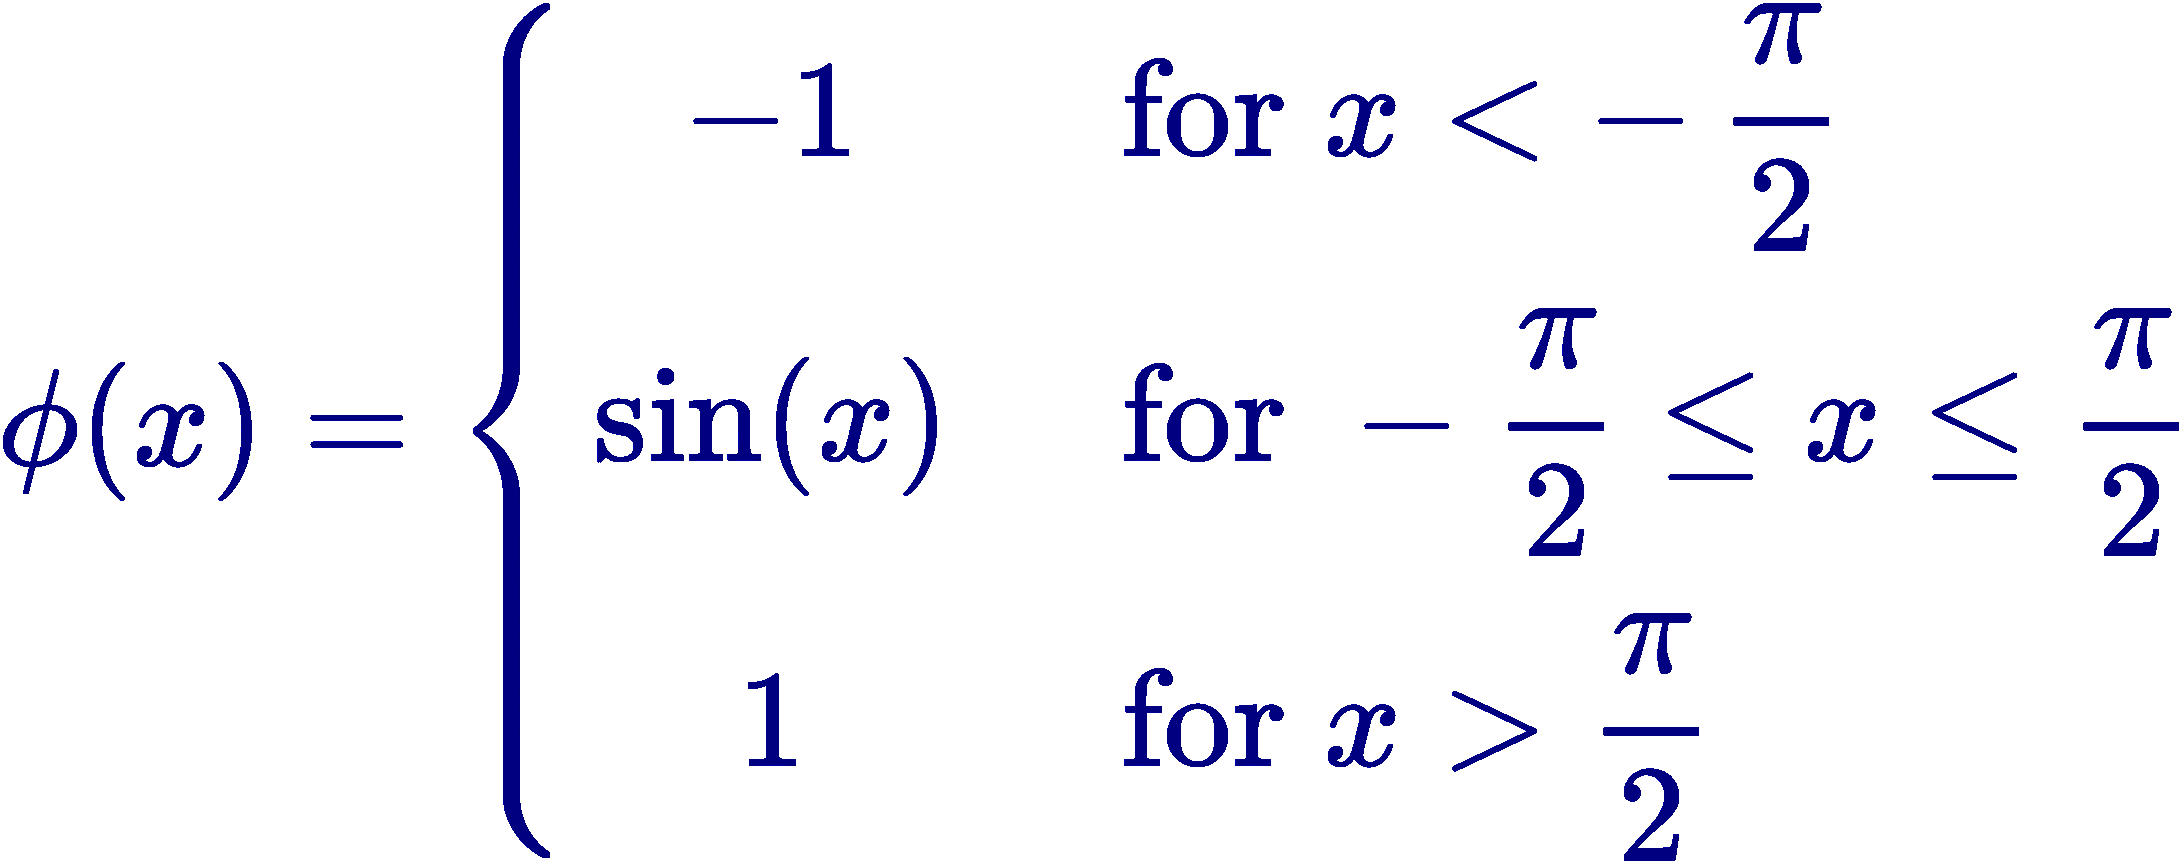 ϕ(x) = { −1 for x < −π/2
sin(x) for −π/2 ≤ x ≤ π/2
1 for x > π/2